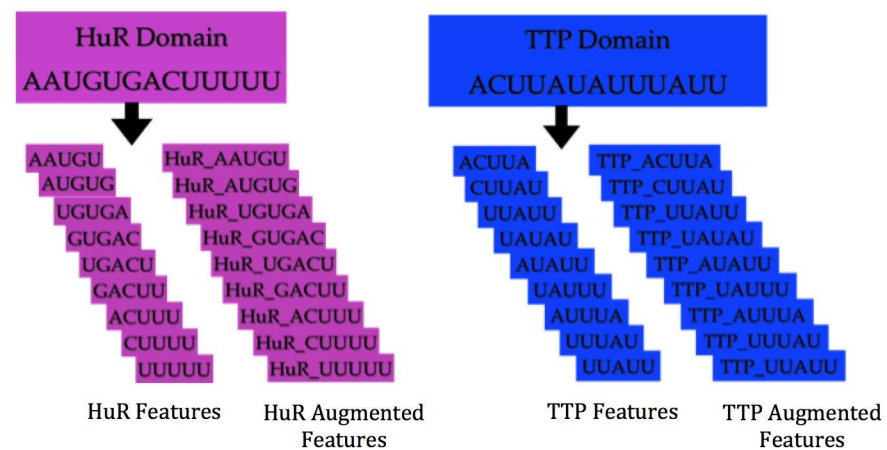 HuR Domain
AAUGUGACUUUUU
AAUGU
AUGUG
UGUGA
GUGAC
UGACU
GACUU
ACUUU
CUUUU
UUUUU
HuR Features
HuR_AAUGU
HuR_AUGUG
HuR_UGUGA
HuR_GUGAC
HuR_UGACU
HuR_GACUU
HuR_ACUUU
HuR_CUUUU
HuR_UUUUU
HuR Augmented
Features
TTP Domain
ACUUAUAUUUAUU
ACUUA
CUUAU
UUAUU
UAUAU
AUAUU
UAUUU
AUUUA
UUUAU
UUAUU
TTP Features
TTP_ACUUA
TTP_CUUAU
TTP_UUAUU
TTP_UAUAU
TTP_AUAUU
TTP_UAUUU
TTP_AUUUA
TTP_UUUAU
TTP_UUAUU
TTP Augmented
Features